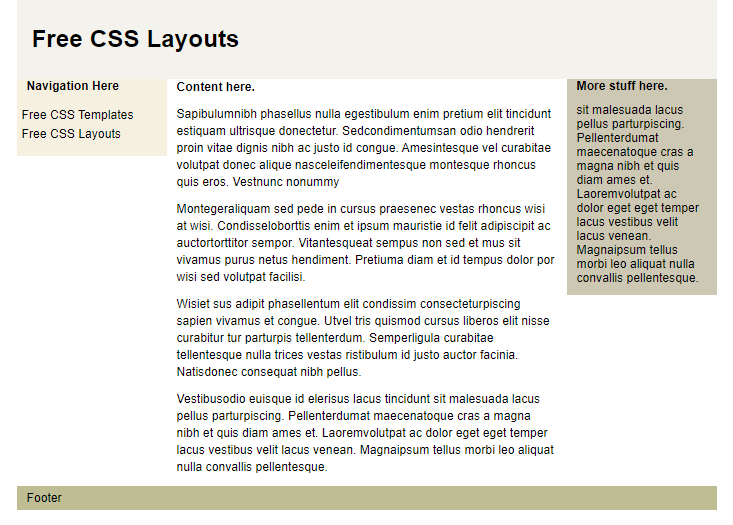 Free CSS Layouts
Navigation Here
Free CSS Templates
Free CSS Layouts
Content here.
Sapibulumnibh phasellus nulla egestibulum enim pretium elit tincidunt
estiquam ultrisque donectetur. Sedcondimentumsan odio hendrerit
proin vitae dignis nibh ac justo id congue. Amesintesque vel curabitae
volutpat donec alique nasceleifendimentesque montesque rhoncus
quis eros. Vestnunc nonummy
Montegeraliquam sed pede in cursus praesenec vestas rhoncus wisi
at wisi. Condisseloborttis enim et ipsum mauristie id felit adipiscipit ac
auctortorttitor sempor. Vitantesqueat sempus non sed et mus sit
vivamus purus netus hendiment. Pretiuma diam et id tempus dolor por
wisi sed volutpat facilisi.
Wisiet sus adipit phasellentum elit condissim consecteturpiscing
sapien vivamus et congue. Utvel tris quismod cursus liberos elit nisse
curabitur tur parturpis tellenterdum. Semperligula curabitae
tellentesque nulla trices vestas ristibulum id justo auctor facinia.
Natisdonec consequat nibh pellus.
Vestibusodio euisque id elerisus lacus tincidunt sit malesuada lacus
pellus parturpiscing. Pellenterdumat maecenatoque cras a magna
nibh et quis diam ames et. Laoremvolutpat ac dolor eget eget temper
lacus vestibus velit lacus venean. Magnaipsum tellus morbi leo aliquat
nulla convallis pellentesque.
More stuff here.
sit malesuada lacus
pellus parturpiscing.
Pellenterdumat
maecenatoque cras a
magna nibh et quis
diam ames et.
Laoremvolutpat ac
dolor eget eget temper
lacus vestibus velit
lacus venean.
Magnaipsum tellus
morbi leo aliquat nulla
convallis pellentesque.
Footer